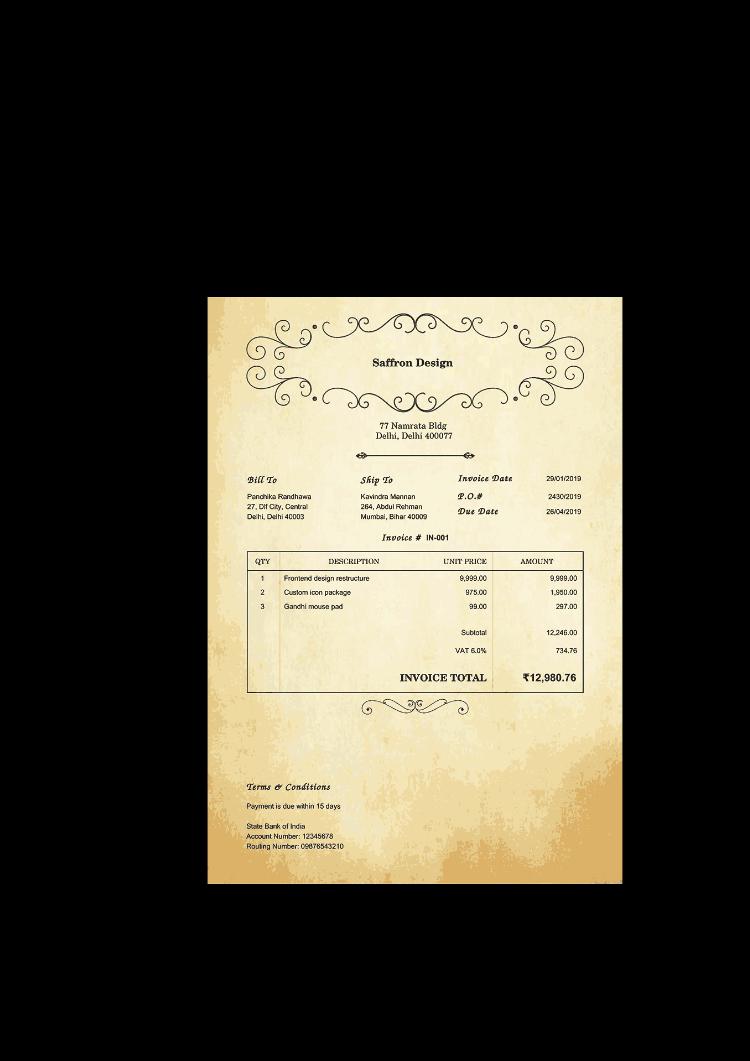 Saffron Design
77 Namrata Bldg
Delhi, Delhi 400077
Bill To
Pandhika Randhawa
27, Dlf City, Central
Delhi, Delhi 40003
Ship To
Kavindra Mannan
264, Abdul Rehman
Mumbai, Bihar 40009
Invoice Date 29/01/2019
P.O.# 2430/2019
Due Date 26/04/2019
Invoice # IN-001
QTY DESCRIPTION UNIT PRICE AMOUNT
1 Frontend design restructure 9,999.00 9,999.00
2 Custom icon package 975.00 1,950.00
3 Gandhi mouse pad 99.00 297.00
Subtotal 12,246.00
VAT 6.0% 734.76
INVOICE TOTAL ₹12,980.76
Terms & Conditions
Payment is due within 15 days
State Bank of India
Account Number: 12345678
Routing Number: 09876543210